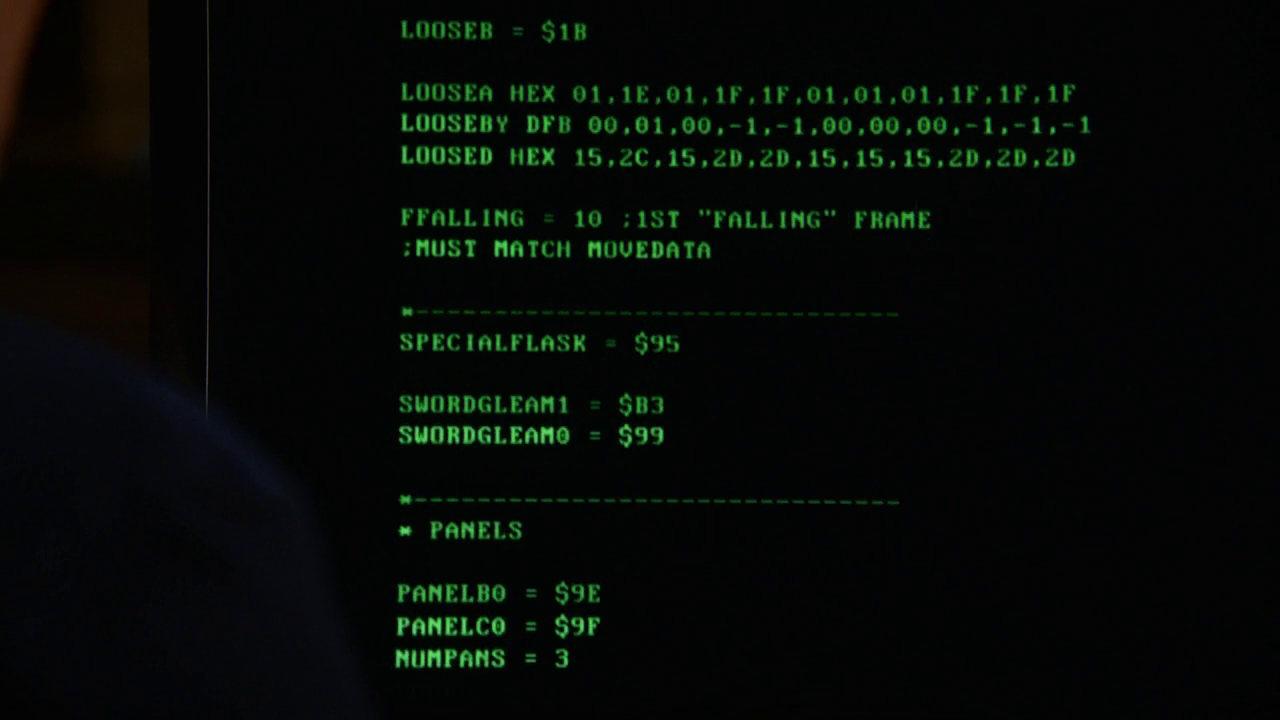 LOOSEB = $1B
LOOSEA HEX 01,1E,01,1F,1F,01,01,01,1F,1F,1F
LOOSEBY DFB 00,01,00,-1,-1,00,00,00,-1,-1,-1
LOOSED HEX 15,2C,15,2D,2D,15,15,15,2D,2D,2D
FFALLING = 10 ;1ST "FALLING" FRAME
;MUST MATCH MOVEDATA
*-------------------------------
SPECIALFLASK = $95
SWORDGLEAM1 = $B3
SWORDGLEAM0 = $99
*-------------------------------
* PANELS
PANELB0 = $9E
PANELC0 = $9F
NUMPANS = 3